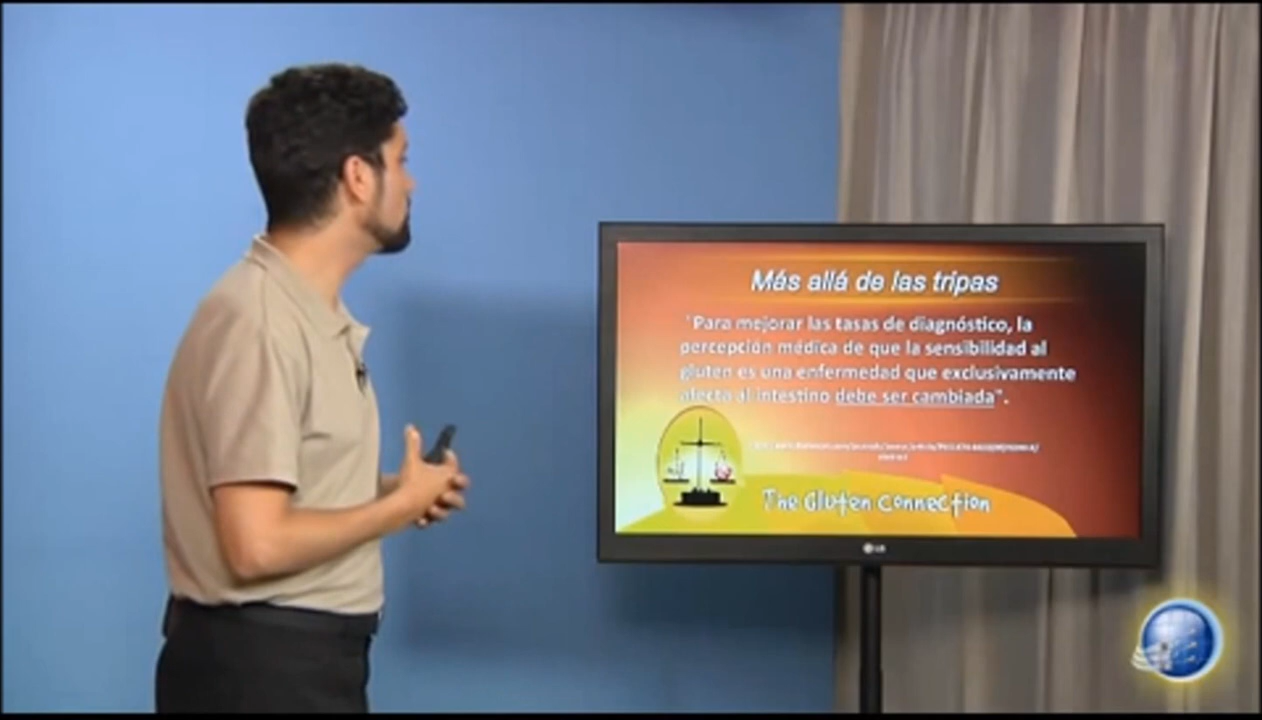 Más allá de las tripas
"Para mejorar las tasas de diagnóstico, la
percepción médica de que la sensibilidad al
gluten es una enfermedad que exclusivamente
afecta al intestino debe ser cambiada".
The Gluten Connection
LG